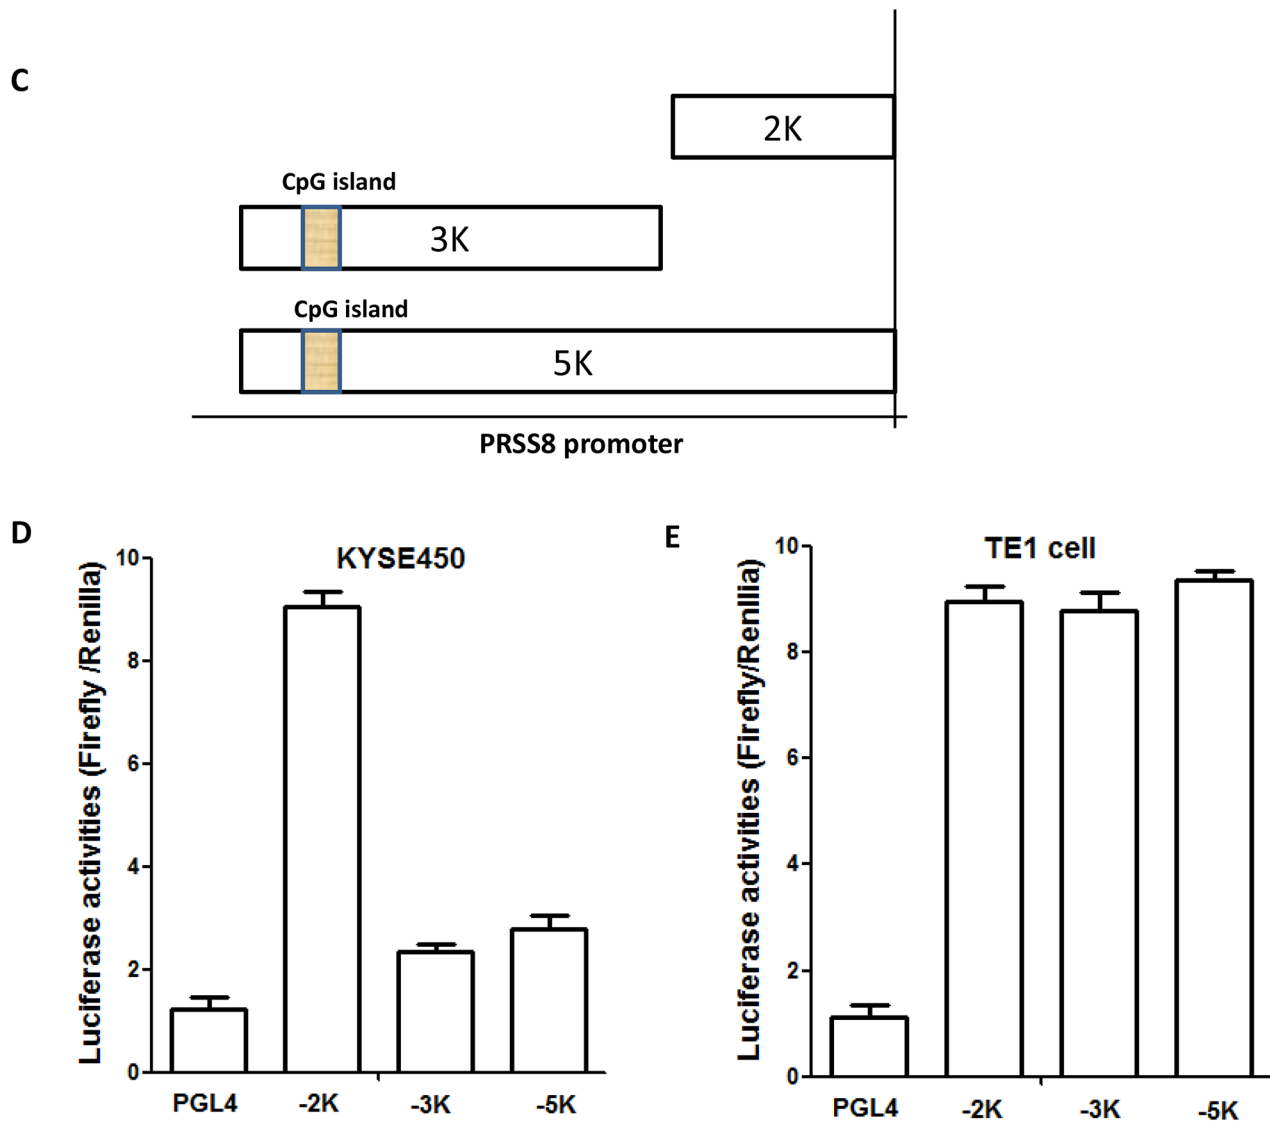 C
2K
CpG island
3K
CpG island
5K
PRSS8 promoter
D
KYSE450
Luciferase activities (Firefly /Renilla)
10
8
6
4
2
0
PGL4
-2K
-3K
-5K
E
TE1 cell
Luciferase activities (Firefly/Renllia)
10
8
6
4
2
0
PGL4
-2K
-3K
-5K